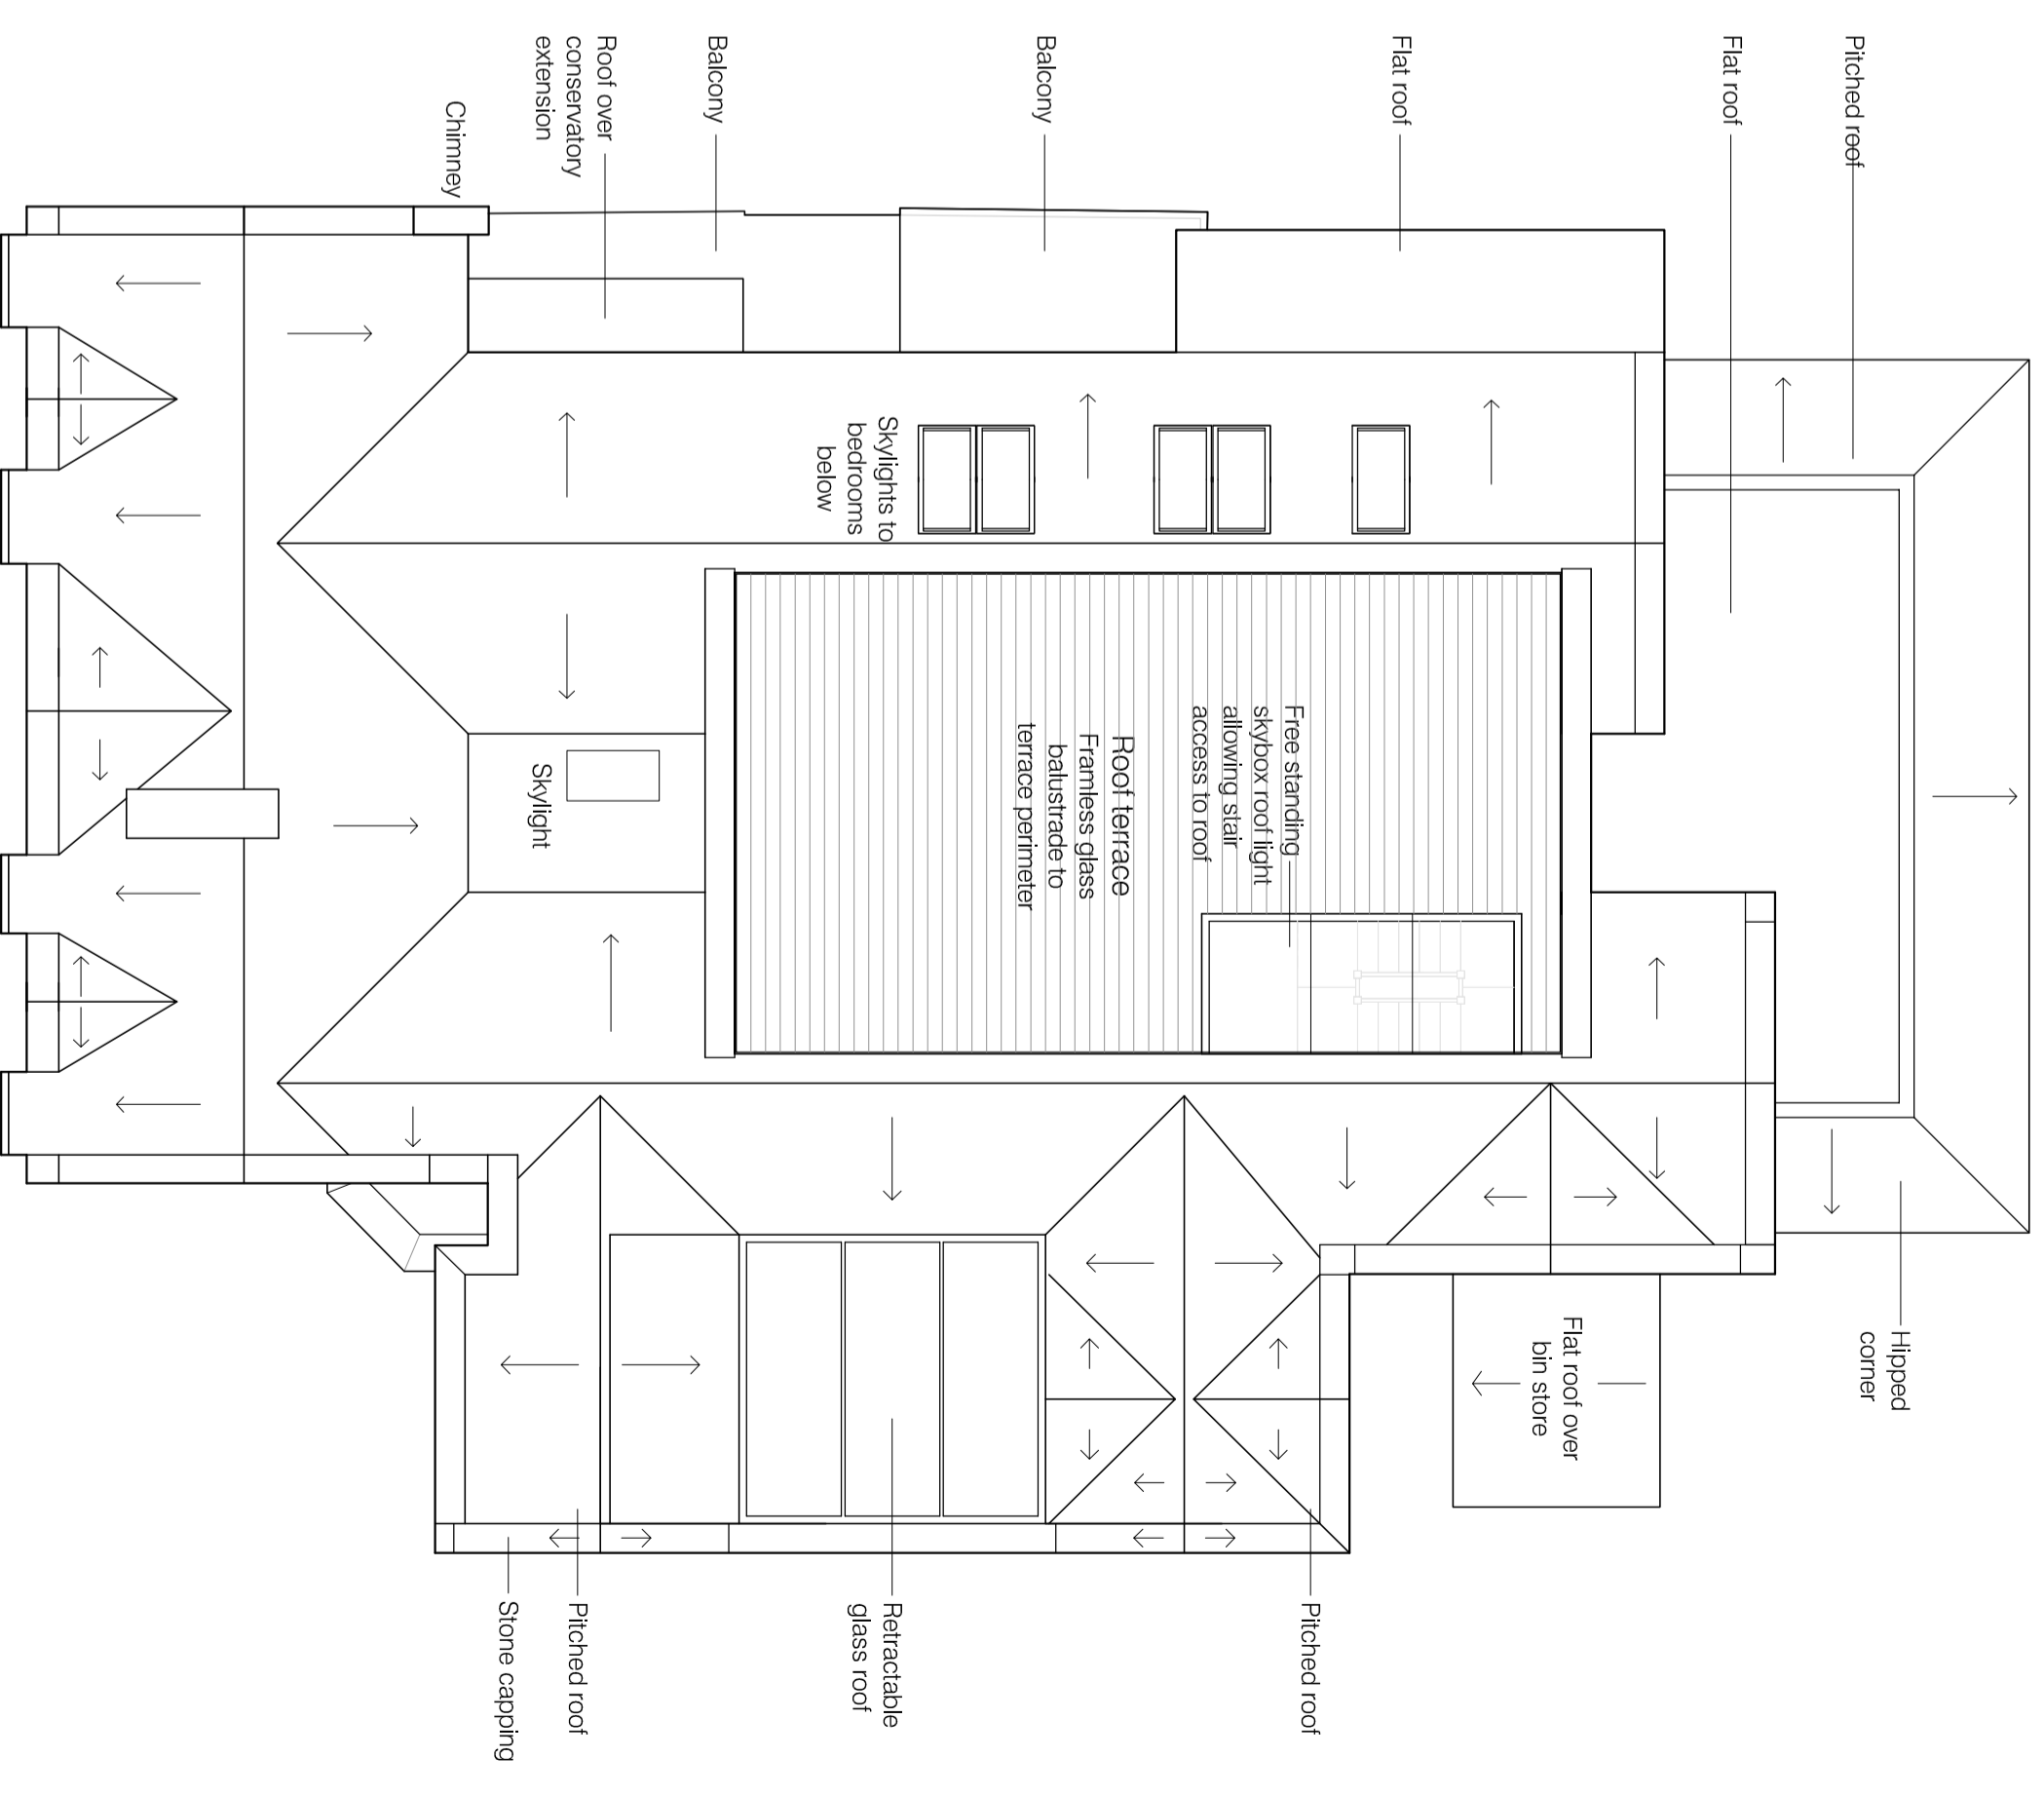 Pitched roof
Flat roof
Flat roof
Balcony
Balcony
Roof over
conservatory
extension
Chimney
Skylights to
bedrooms
below
Free standing
skybox roof light
allowing stair
access to roof
Roof terrace
Framless glass
balustrade to
terrace perimeter
Skylight
Hipped
corner
Flat roof over
bin store
Pitched roof
Retractable
glass roof
Pitched roof
Stone capping